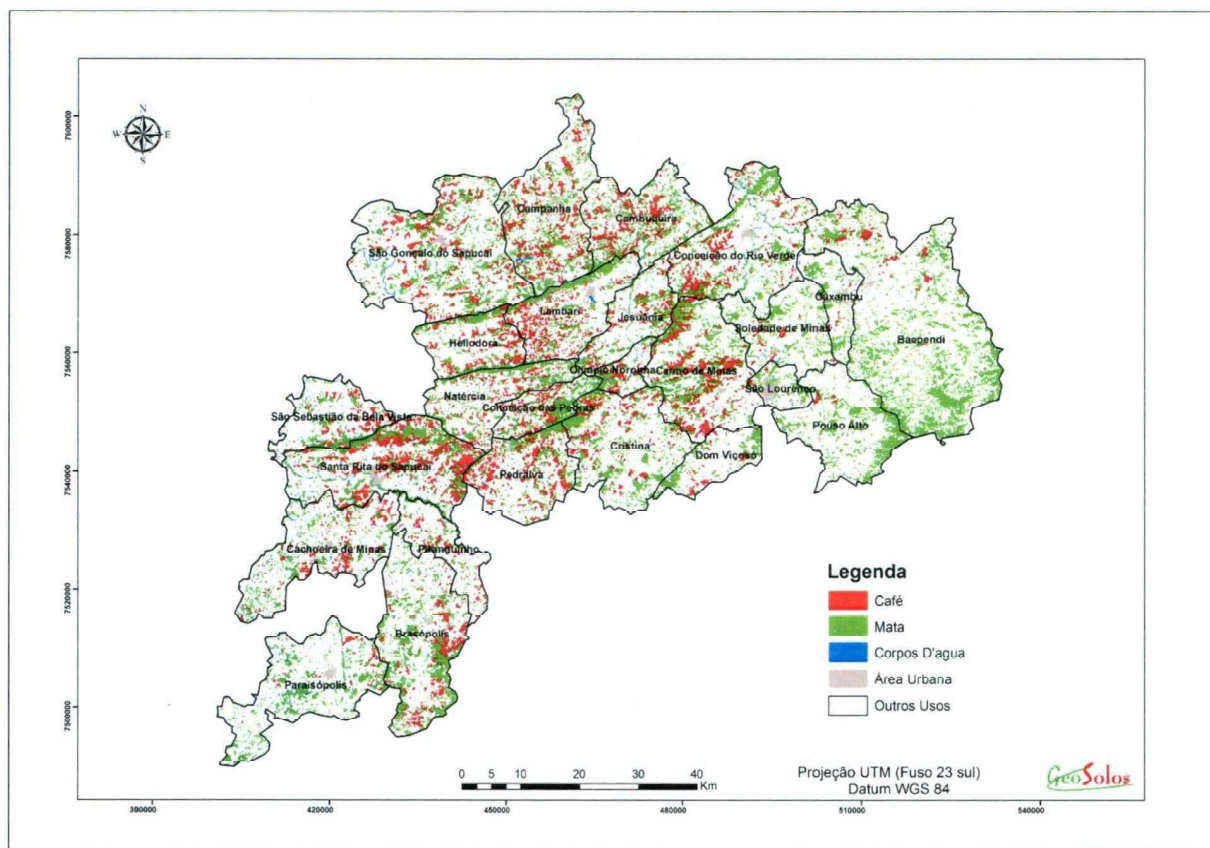 N
W E
S
7600000
7580000
7560000
7540000
7520000
7500000
Campanha
Cambuquira
São Gonçalo do Sapucaí
Conceição do Rio Verde
Caxambu
Lambari
Jesuânia
Soledade de Minas
Heliodora
Baependi
Olímpio Noronha
Carmo de Minas
São Lourenço
Natércia
Conceição das Pedras
São Sebastião da Bela Vista
Pouso Alto
Cristina
Dom Viçoso
Santa Rita do Sapucaí
Pedralva
Cachoeira de Minas
Piranguinho
Brasópolis
Paraisópolis
Legenda
Café
Mata
Corpos D'agua
Área Urbana
Outros Usos
0 5 10 20 30 40
Km
Projeção UTM (Fuso 23 sul)
Datum WGS 84
GeoSolos
390000 420000 450000 480000 510000 540000